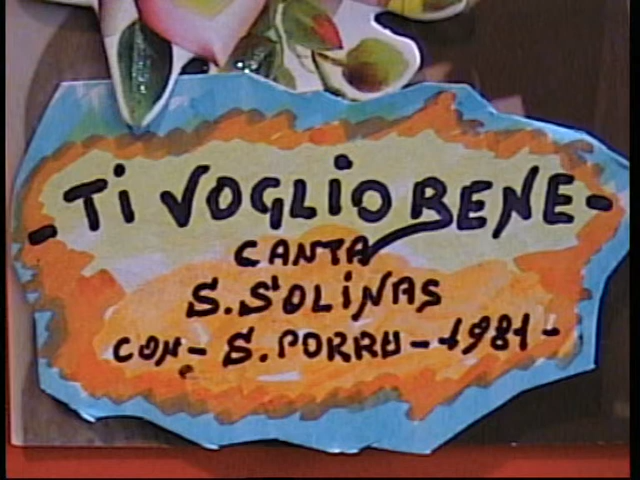 - Ti VOGLiO BENE -
CANTA
S. SOLiNAS
CON - S. PORRU - 1981 -